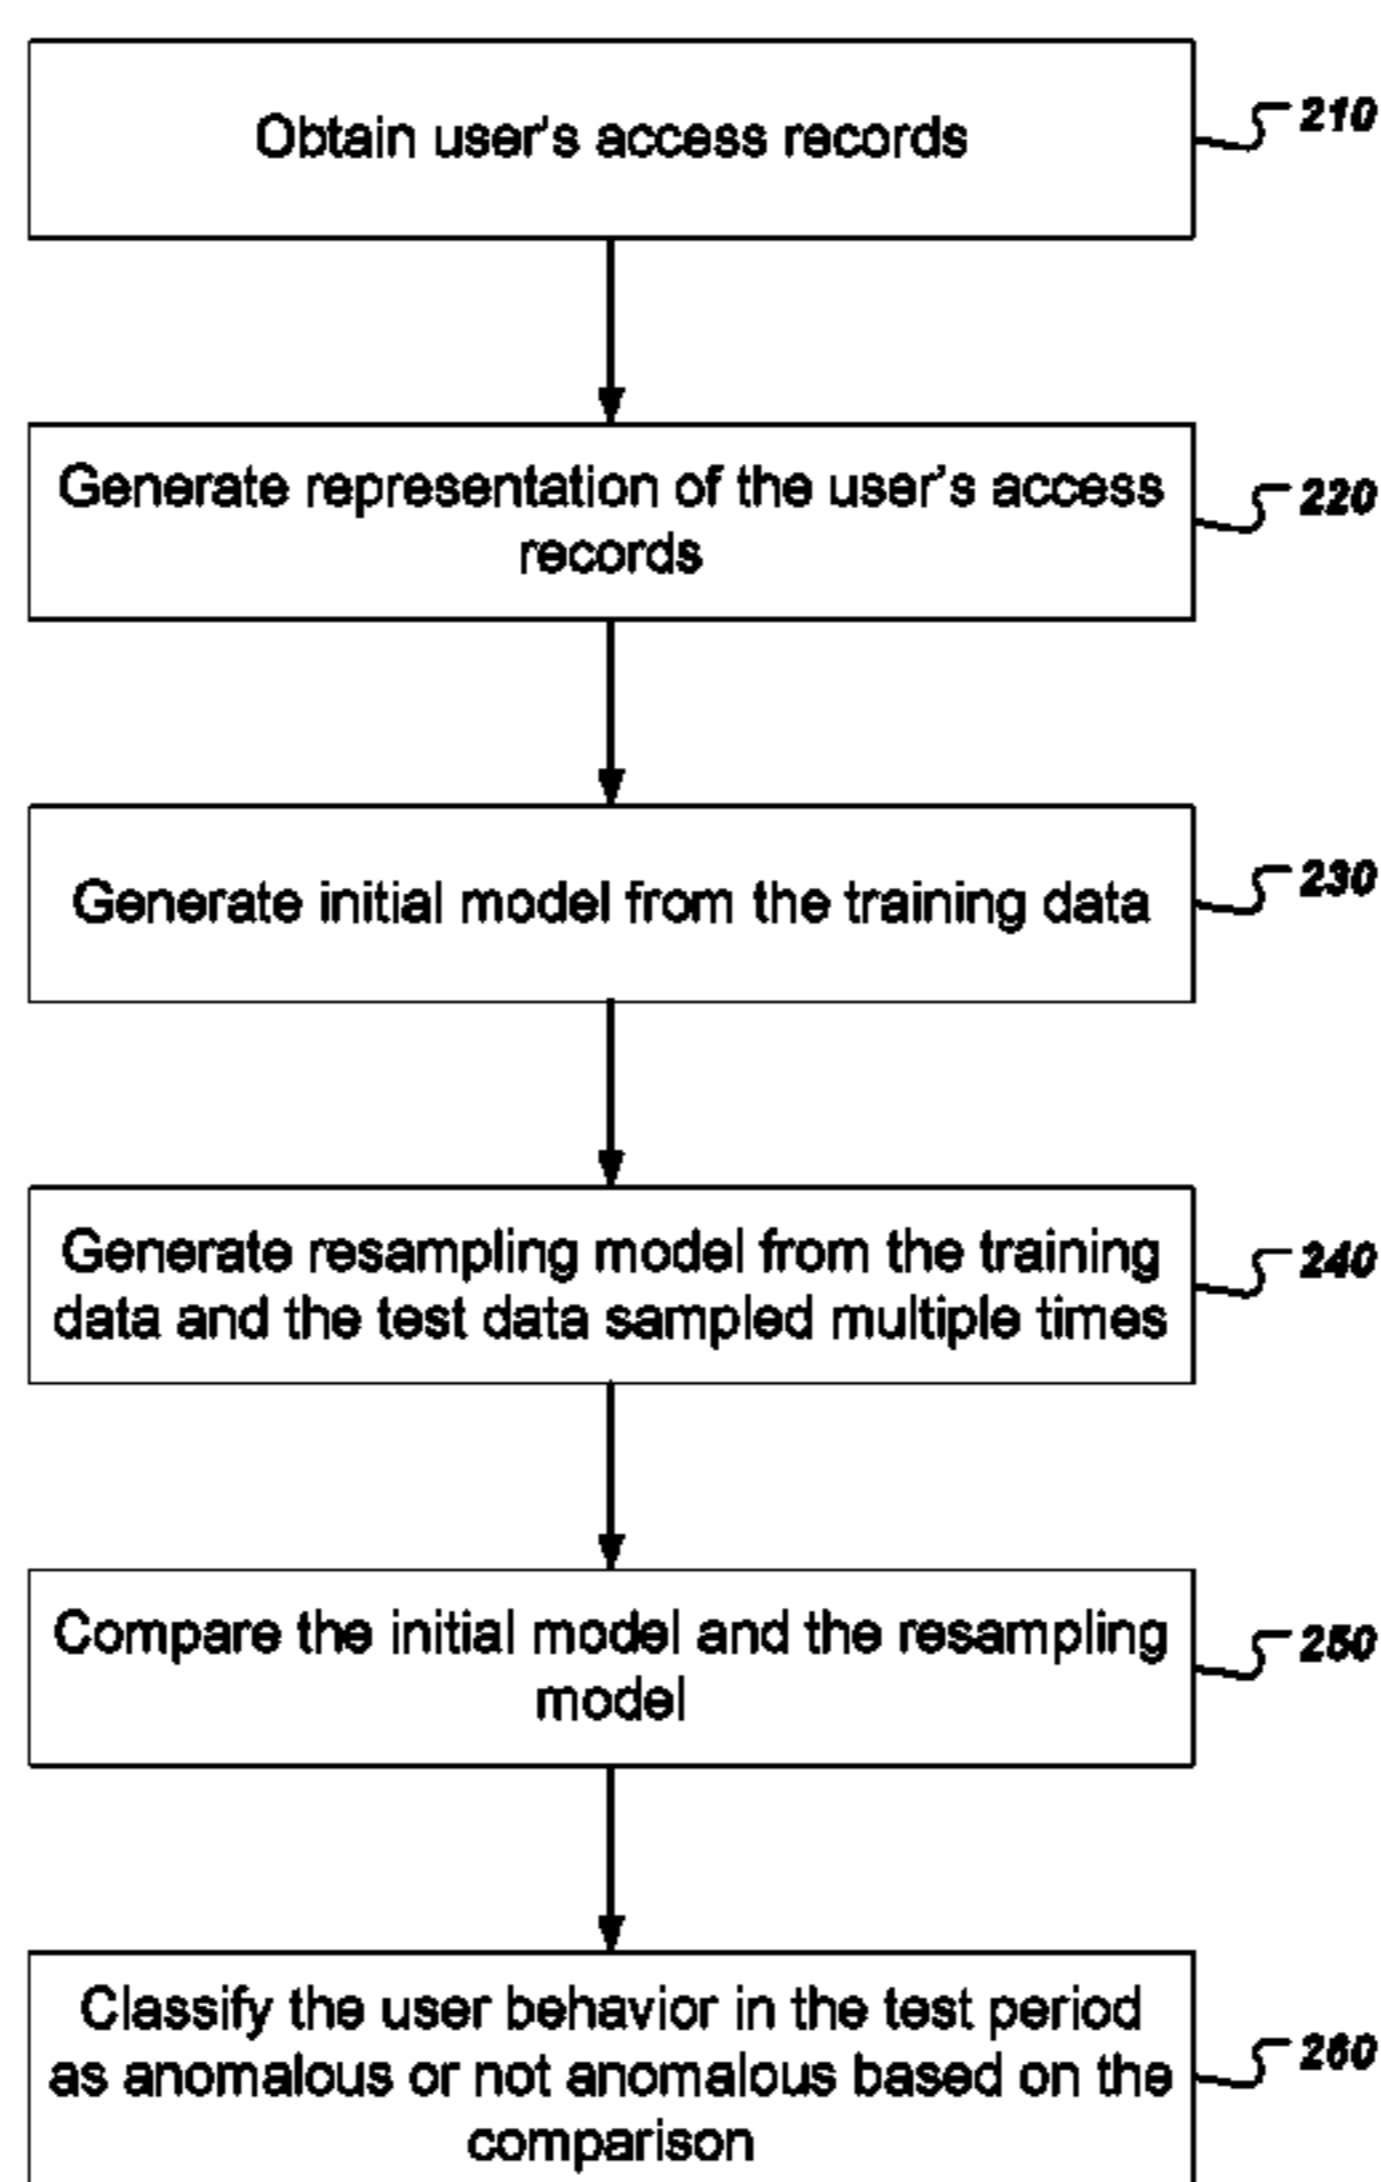 Obtain user's access records
210
Generate representation of the user's access
records
220
Generate initial model from the training data
230
Generate resampling model from the training
data and the test data sampled multiple times
240
Compare the initial model and the resampling
model
250
Classify the user behavior in the test period
as anomalous or not anomalous based on the
comparison
260